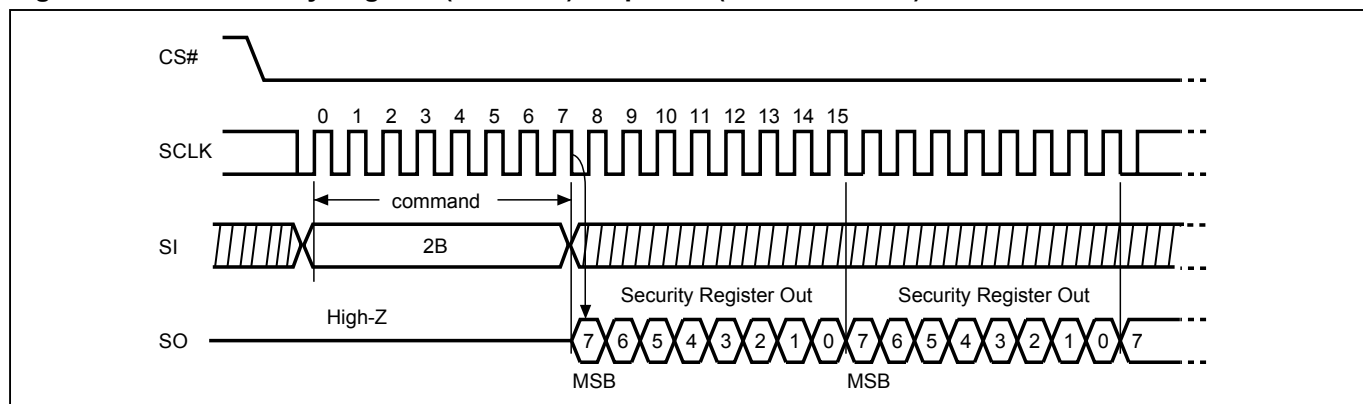 CS#
0 1 2 3 4 5 6 7 8 9 10 11 12 13 14 15
SCLK
command
SI
2B
Security Register Out Security Register Out
High-Z
SO
7 6 5 4 3 2 1 0 7 6 5 4 3 2 1 0 7
MSB MSB